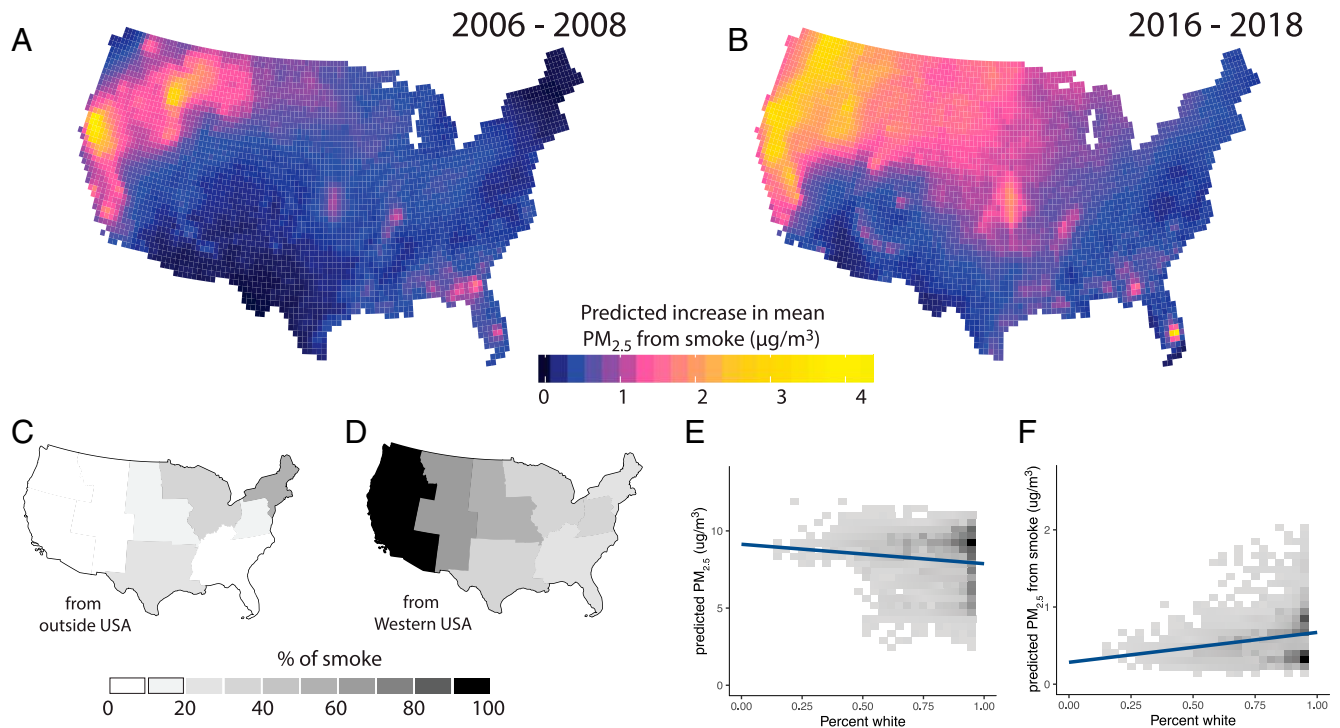 A
2006 - 2008
B
2016 - 2018
Predicted increase in mean
PM2.5 from smoke (µg/m3)
0 1 2 3 4
C
from
outside USA
D
from
Western USA
% of smoke
0 20 40 60 80 100
E
predicted PM2.5 (ug/m3)
10
5
0
0.00 0.25 0.50 0.75 1.00
Percent white
F
predicted PM2.5 from smoke (ug/m3)
2
1
0
0.00 0.25 0.50 0.75 1.00
Percent white